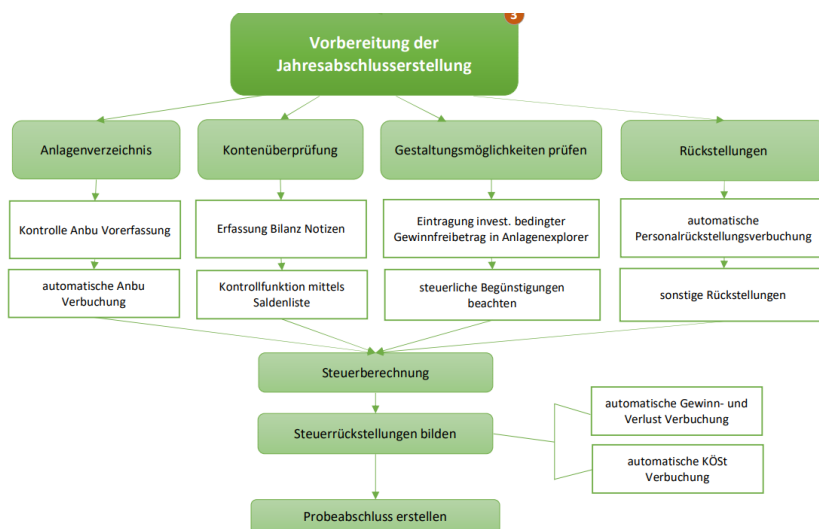 3
Vorbereitung der
Jahresabschlusserstellung
Anlagenverzeichnis
Kontenüberprüfung
Gestaltungsmöglichkeiten prüfen
Rückstellungen
Kontrolle Anbu Vorerfassung
Erfassung Bilanz Notizen
Eintragung invest. bedingter
Gewinnfreibetrag in Anlagenexplorer
automatische
Personalrückstellungsverbuchung
automatische Anbu
Verbuchung
Kontrollfunktion mittels
Saldenliste
steuerliche Begünstigungen
beachten
sonstige Rückstellungen
Steuerberechnung
Steuerrückstellungen bilden
automatische Gewinn- und
Verlust Verbuchung
automatische KÖSt
Verbuchung
Probeabschluss erstellen